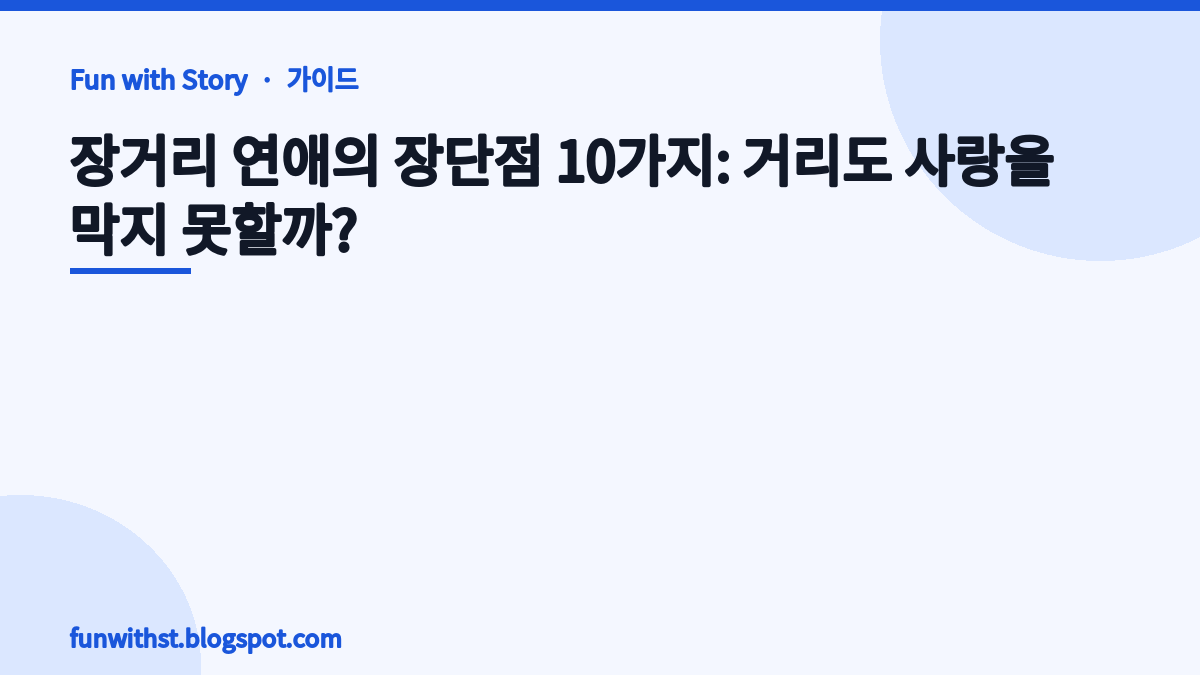 Fun with Story · 가이드
장거리 연애의 장단점 10가지: 거리도 사랑을
막지 못할까?
funwithst.blogspot.com